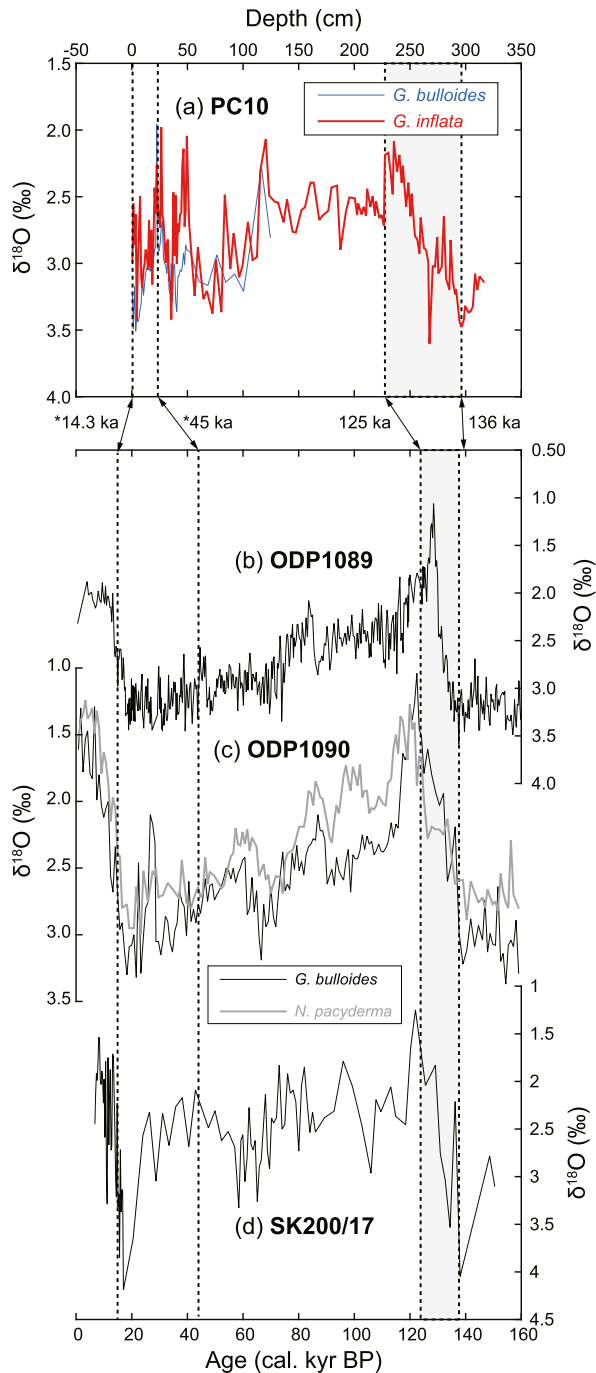 Depth (cm)
-50 0 50 100 150 200 250 300 350
1.5
2.0
2.5
3.0
3.5
4.0
δ¹⁸O (‰)
(a) PC10
G. bulloides
G. inflata
*14.3 ka *45 ka 125 ka 136 ka
0.50
1.0
1.5
2.0
2.5
3.0
3.5
4.0
δ¹⁸O (‰)
(b) ODP1089
1.0
1.5
2.0
2.5
3.0
3.5
δ¹⁸O (‰)
(c) ODP1090
G. bulloides
N. pacyderma
1
1.5
2
2.5
3
3.5
4
4.5
δ¹⁸O (‰)
(d) SK200/17
0 20 40 60 80 100 120 140 160
Age (cal. kyr BP)